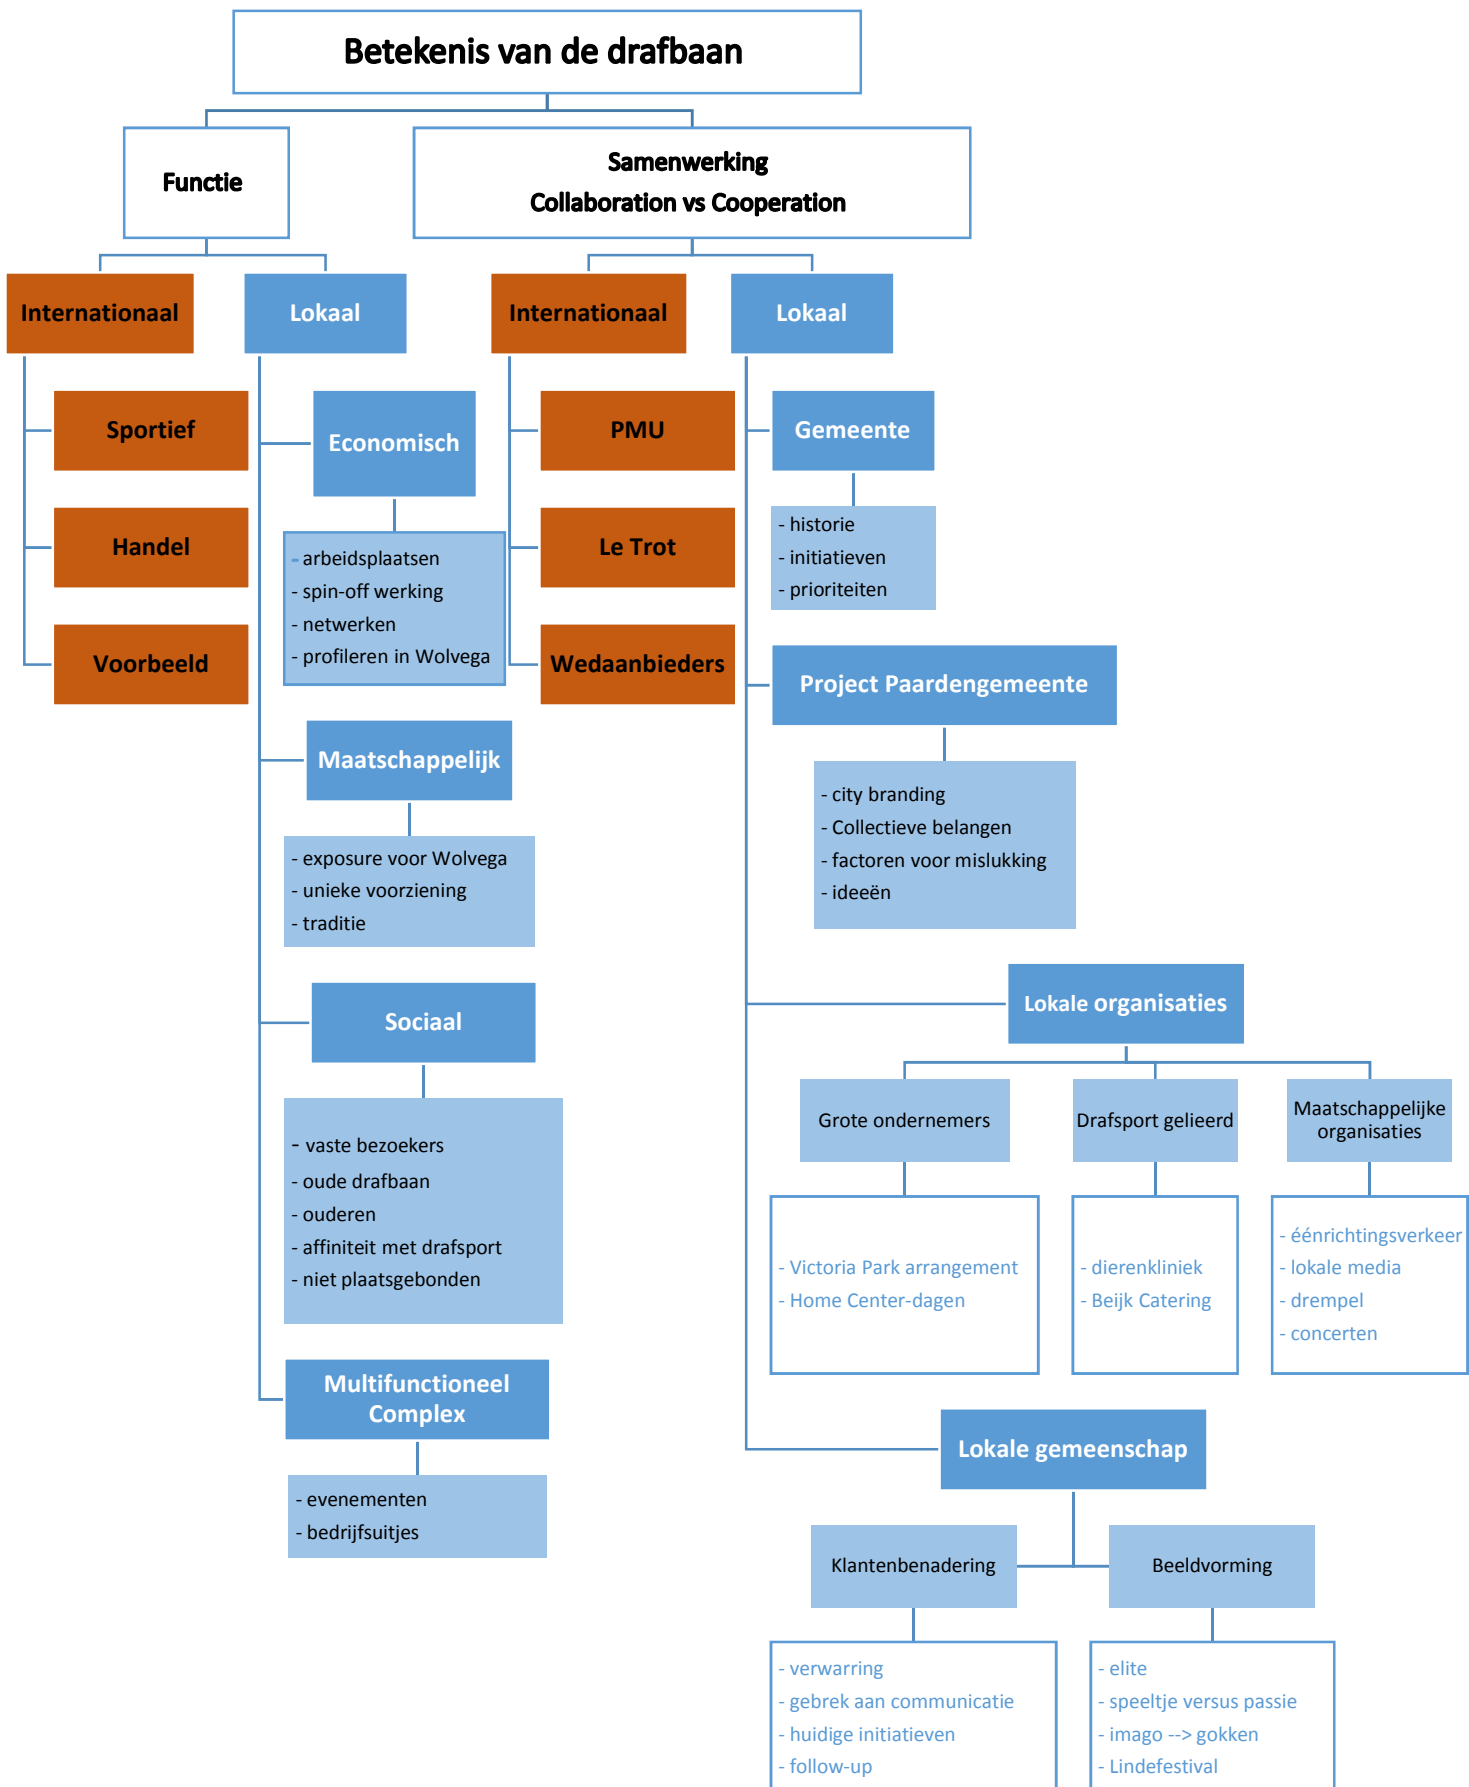 Betekenis van de drafbaan
Functie
Samenwerking
Collaboration vs Cooperation
Internationaal
Lokaal
Internationaal
Lokaal
Sportief
Handel
Voorbeeld
Economisch
- arbeidsplaatsen
- spin-off werking
- netwerken
- profileren in Wolvega
Maatschappelijk
- exposure voor Wolvega
- unieke voorziening
- traditie
Sociaal
- vaste bezoekers
- oude drafbaan
- ouderen
- affiniteit met drafsport
- niet plaatsgebonden
Multifunctioneel
Complex
- evenementen
- bedrijfsuitjes
PMU
Le Trot
Wedaanbieders
Gemeente
- historie
- initiatieven
- prioriteiten
Project Paardengemeente
- city branding
- Collectieve belangen
- factoren voor mislukking
- ideeën
Lokale organisaties
Grote ondernemers
- Victoria Park arrangement
- Home Center-dagen
Drafsport gelieerd
- dierenkliniek
- Beijk Catering
Maatschappelijke
organisaties
- éénrichtingsverkeer
- lokale media
- drempel
- concerten
Lokale gemeenschap
Klantenbenadering
- verwarring
- gebrek aan communicatie
- huidige initiatieven
- follow-up
Beeldvorming
- elite
- speeltje versus passie
- imago --> gokken
- Lindefestival